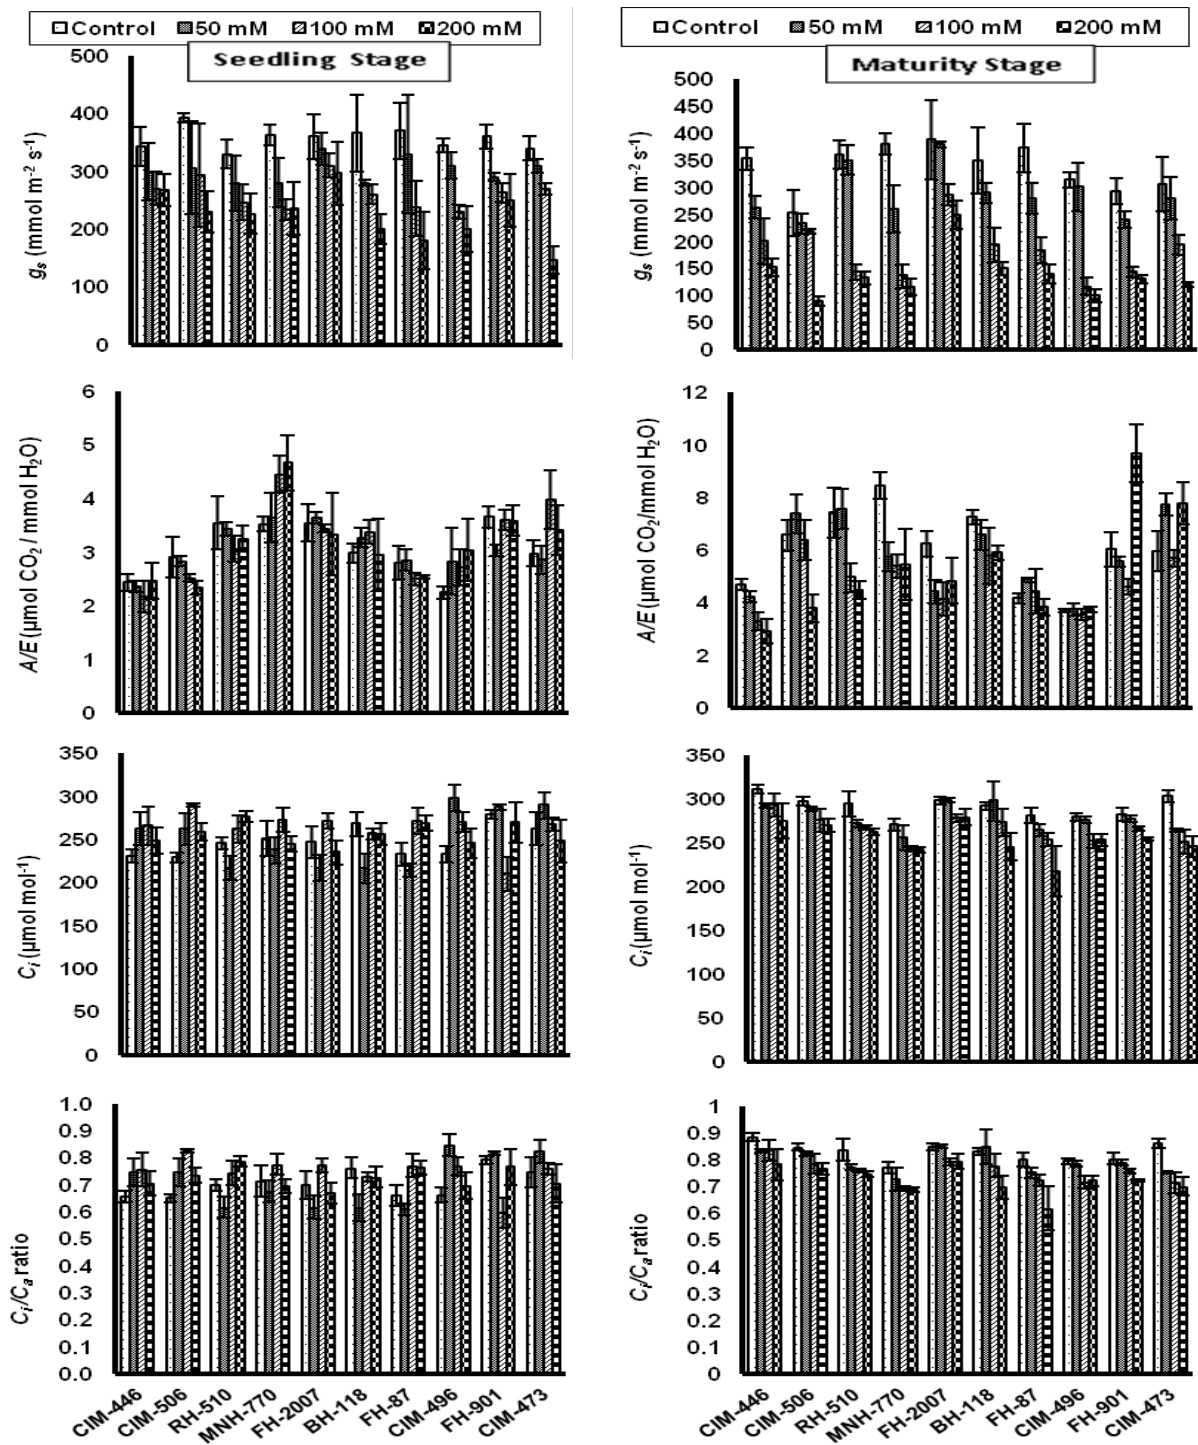 Control 50 mM 100 mM 200 mM
Seedling Stage
500
400
300
200
100
0
gs (mmol m-2 s-1)
Control 50 mM 100 mM 200 mM
Maturity Stage
500
450
400
350
300
250
200
150
100
50
0
gs (mmol m-2 s-1)
6
5
4
3
2
1
0
A/E (µmol CO2 / mmol H2O)
12
10
8
6
4
2
0
A/E (µmol CO2/mmol H2O)
350
300
250
200
150
100
50
0
Ci (µmol mol-1)
350
300
250
200
150
100
50
0
Ci (µmol mol-1)
1.0
0.9
0.8
0.7
0.6
0.5
0.4
0.3
0.2
0.1
0.0
Ci/Ca ratio
CIM-446
CIM-506
RH-510
MNH-770
FH-2007
BH-118
FH-87
CIM-496
FH-901
CIM-473
1
0.9
0.8
0.7
0.6
0.5
0.4
0.3
0.2
0.1
0
Ci/Ca ratio
CIM-446
CIM-506
RH-510
MNH-770
FH-2007
BH-118
FH-87
CIM-496
FH-901
CIM-473